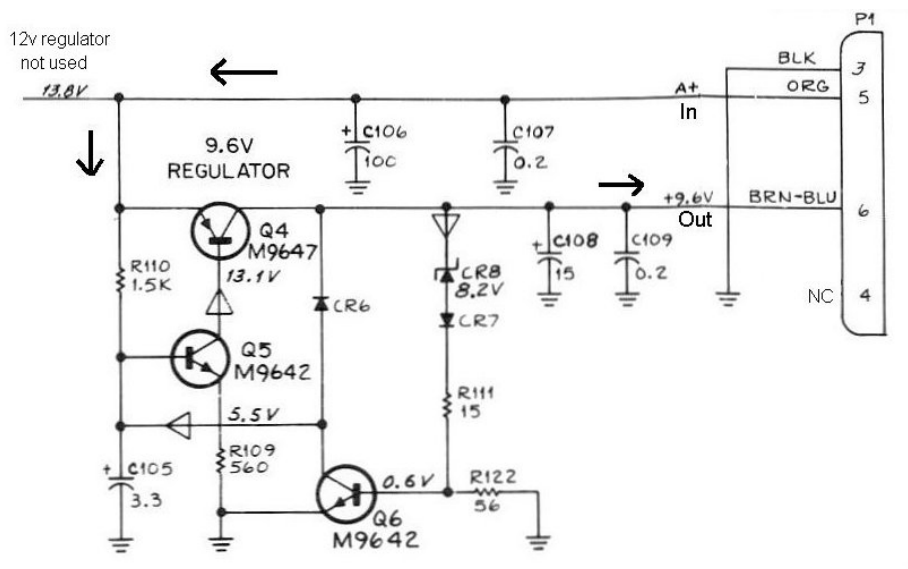 P1
12v regulator
not used
BLK
3
13.8V
A+
ORG
5
In
C106
+
100
C107
0.2
9.6V
REGULATOR
+9.6V
BRN-BLU
6
Out
Q4
M9647
R110
1.5K
13.1V
CR8
8.2V
+
C108
15
C109
0.2
NC
4
CR6
CR7
Q5
M9642
R111
15
5.5V
+
C105
3.3
R109
560
0.6V
R122
56
Q6
M9642